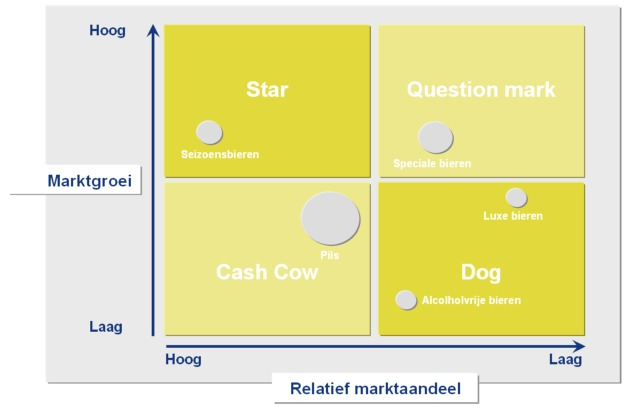 Hoog
Star
Question mark
Seizoensbieren
Speciale bieren
Marktgroei
Luxe bieren
Pils
Cash Cow
Dog
Alcoholvrije bieren
Laag
Hoog
Laag
Relatief marktaandeel